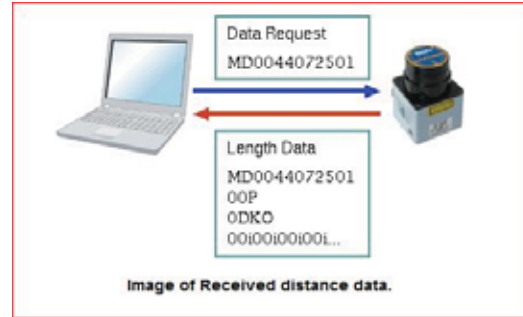 Data Request
MD0044072501
Length Data
MD0044072501
00P
0DKO
00i00i00i00i...
Image of Received distance data.